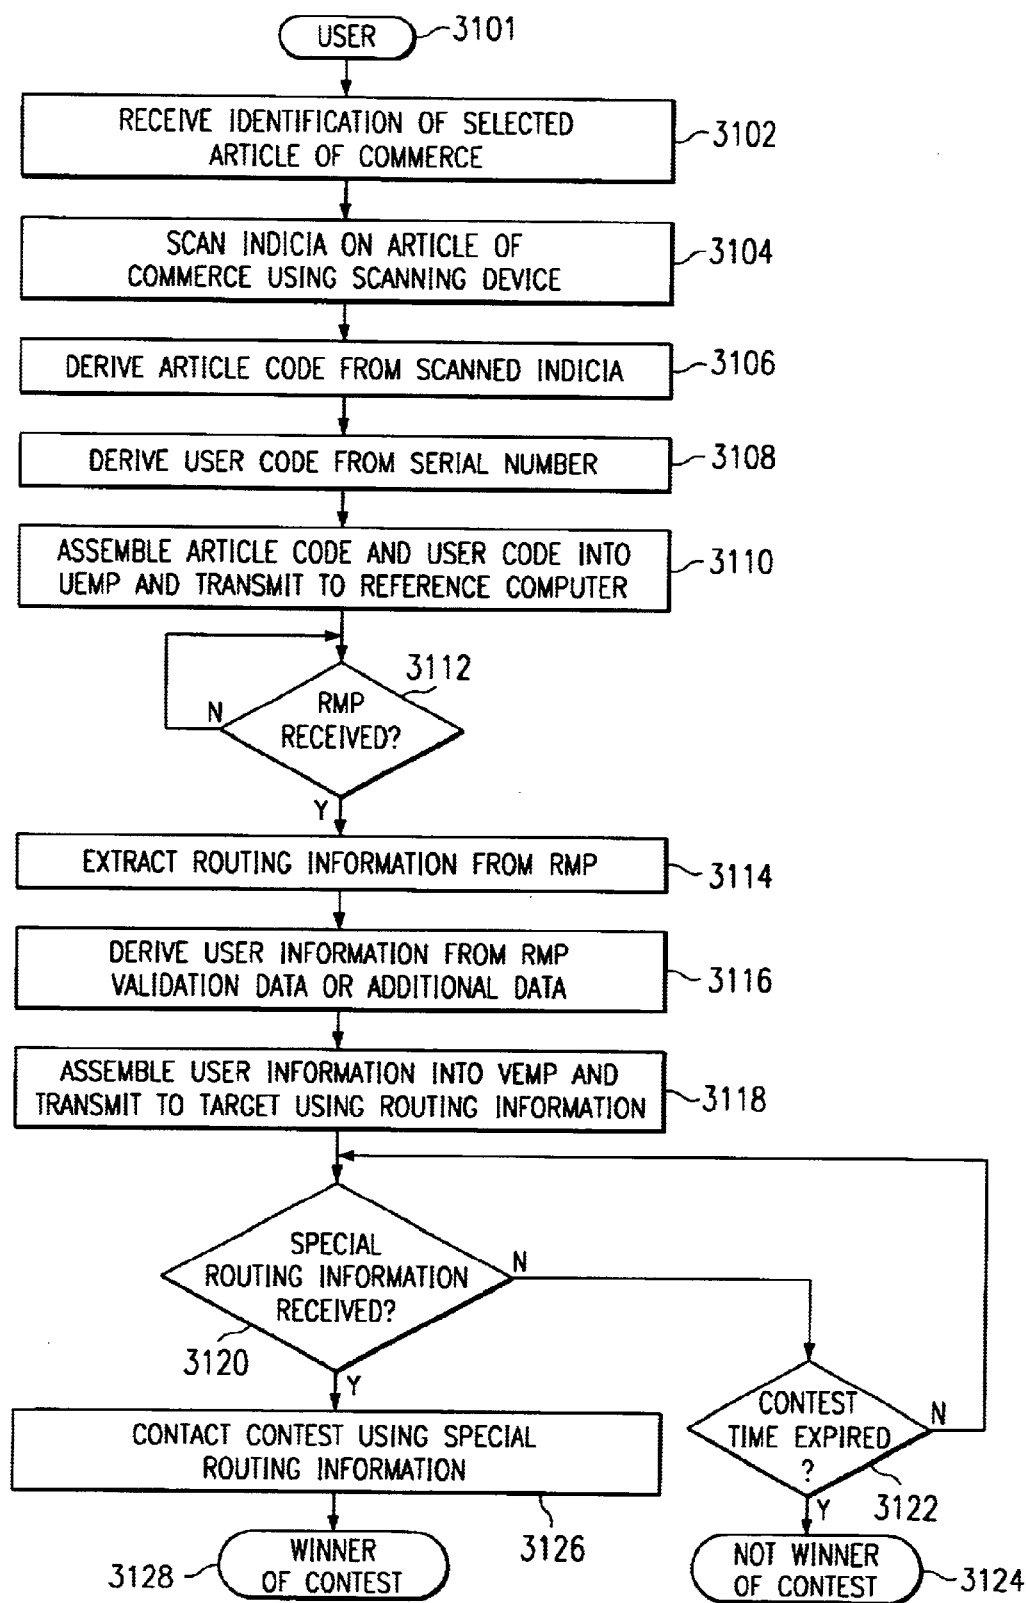 USER
3101
RECEIVE IDENTIFICATION OF SELECTED
ARTICLE OF COMMERCE
3102
SCAN INDICIA ON ARTICLE OF
COMMERCE USING SCANNING DEVICE
3104
DERIVE ARTICLE CODE FROM SCANNED INDICIA
3106
DERIVE USER CODE FROM SERIAL NUMBER
3108
ASSEMBLE ARTICLE CODE AND USER CODE INTO
UEMP AND TRANSMIT TO REFERENCE COMPUTER
3110
RMP
RECEIVED?
3112
N
Y
EXTRACT ROUTING INFORMATION FROM RMP
3114
DERIVE USER INFORMATION FROM RMP
VALIDATION DATA OR ADDITIONAL DATA
3116
ASSEMBLE USER INFORMATION INTO VEMP AND
TRANSMIT TO TARGET USING ROUTING INFORMATION
3118
SPECIAL
ROUTING INFORMATION
RECEIVED?
N
3120
Y
CONTEST
TIME EXPIRED
?
N
3122
Y
CONTACT CONTEST USING SPECIAL
ROUTING INFORMATION
3126
WINNER
OF CONTEST
3128
NOT WINNER
OF CONTEST
3124